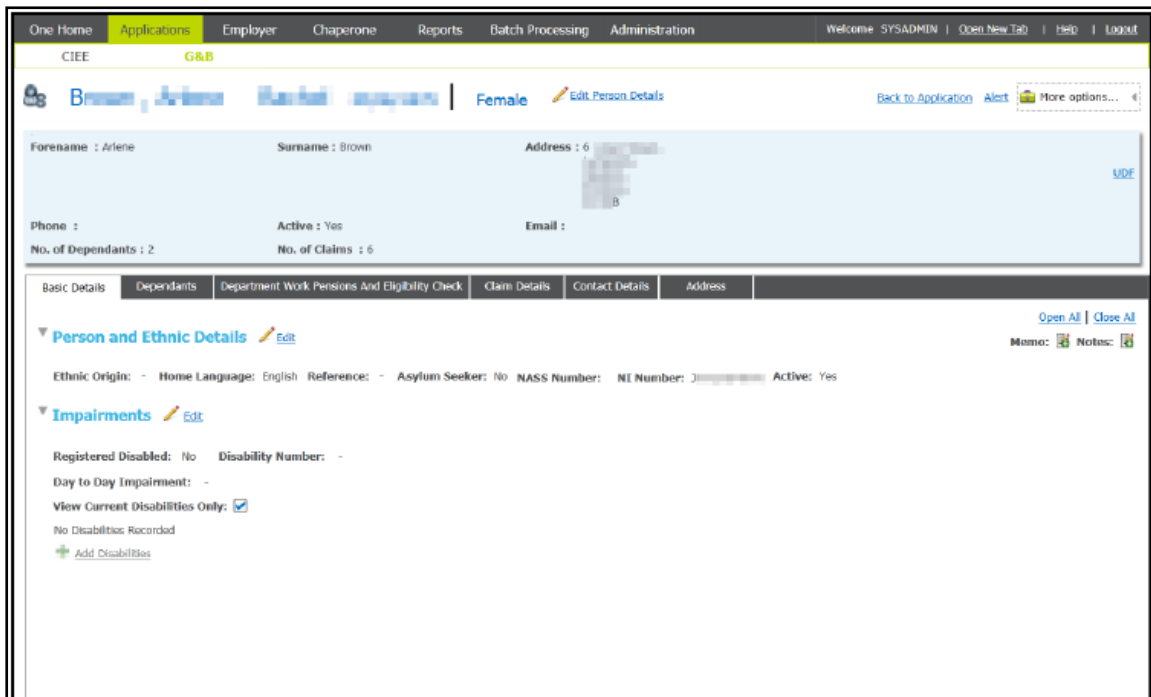 One Home Applications Employer Chaperone Reports Batch Processing Administration Welcome SYSADMIN | Open New Tab | Help | Logout
CIEE G&B
Female Edit Person Details Back to Application Alert More options...
Forename : Arlene Surname : Brown Address : 6
UDF
B
Phone : Active : Yes Email :
No. of Dependants : 2 No. of Claims : 6
Basic Details Dependants Department Work Pensions And Eligibility Check Claim Details Contact Details Address
Open All | Close All
Person and Ethnic Details Edit Memo: Notes:
Ethnic Origin: - Home Language: English Reference: - Asylum Seeker: No NASS Number: NI Number: J Active: Yes
Impairments Edit
Registered Disabled: No Disability Number: -
Day to Day Impairment: -
View Current Disabilities Only:
No Disabilities Recorded
Add Disabilities